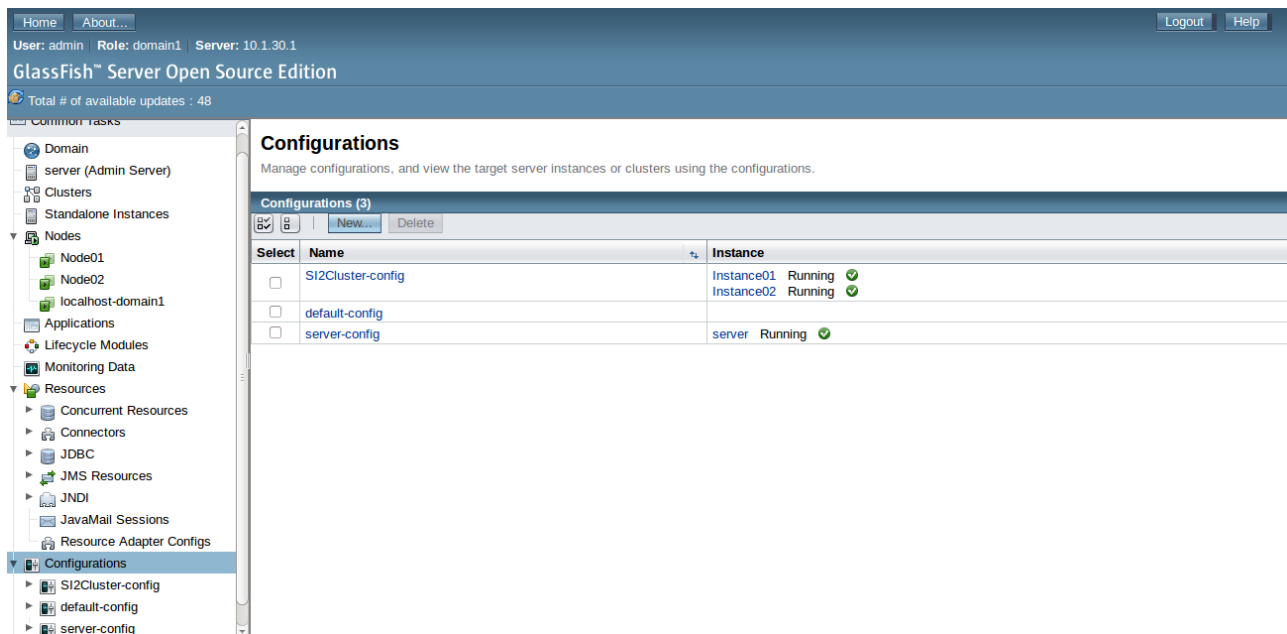 Home About... Logout Help
User: admin Role: domain1 Server: 10.1.30.1
GlassFish™ Server Open Source Edition
Total # of available updates : 48
Common Tasks
Domain
server (Admin Server)
Clusters
Standalone Instances
Nodes
Node01
Node02
localhost-domain1
Applications
Lifecycle Modules
Monitoring Data
Resources
Concurrent Resources
Connectors
JDBC
JMS Resources
JNDI
JavaMail Sessions
Resource Adapter Configs
Configurations
SI2Cluster-config
default-config
server-config
Configurations
Manage configurations, and view the target server instances or clusters using the configurations.
Configurations (3)
New... Delete
Select Name Instance
SI2Cluster-config Instance01 Running
Instance02 Running
default-config
server-config server Running